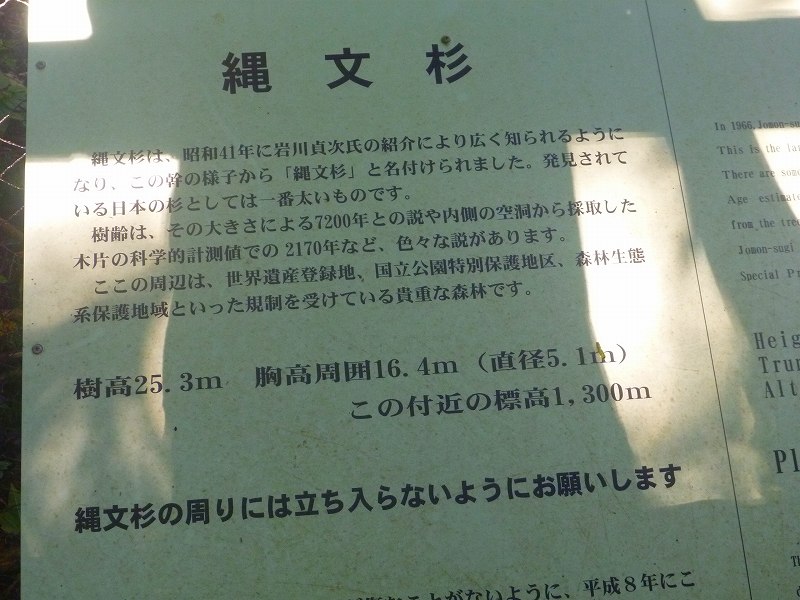 縄文杉
縄文杉は、昭和41年に岩川貞次氏の紹介により広く知られるように
なり、この幹の様子から「縄文杉」と名付けられました。発見されて
いる日本の杉としては一番太いものです。
樹齢は、その大きさによる7200年との説や内側の空洞から採取した
木片の科学的計測値での2170年など、色々な説があります。
ここの周辺は、世界遺産登録地、国立公園特別保護地区、森林生態
系保護地域といった規制を受けている貴重な森林です。
樹高25.3m 胸高周囲16.4m（直径5.1m）
この付近の標高1,300m
縄文杉の周りには立ち入らないようにお願いします
ことがないように、平成8年にこ
In 1966, Jomon-su
This is the la
There are some
Age estimate
from the tree
Jomon-sugi
Special Pr
Heig
Trun
Alt
Pl